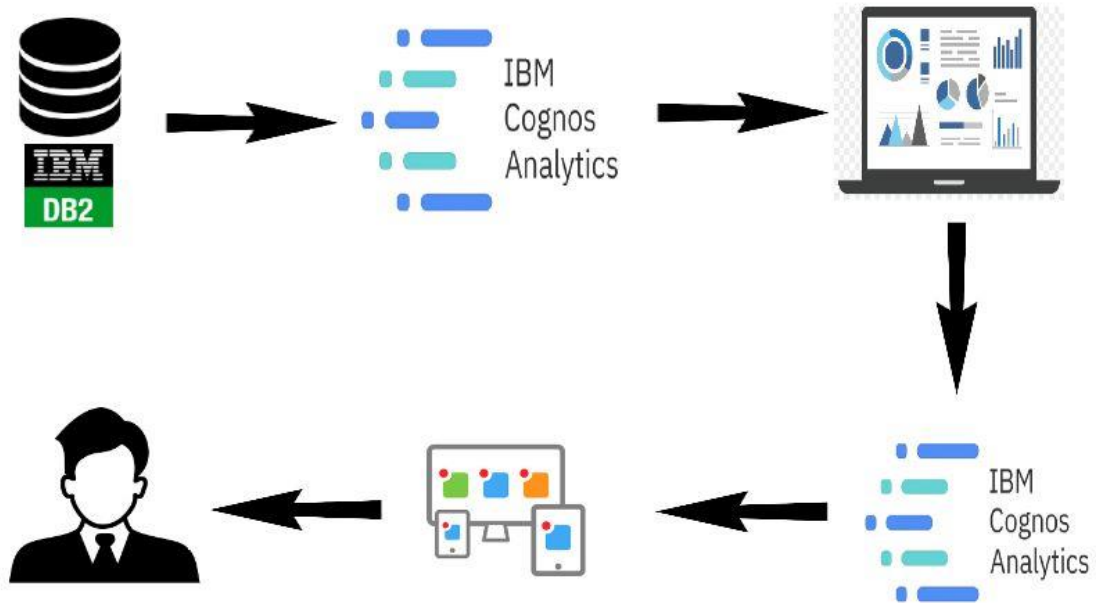 IBM
Cognos
Analytics
IBM
DB2
IBM
Cognos
Analytics